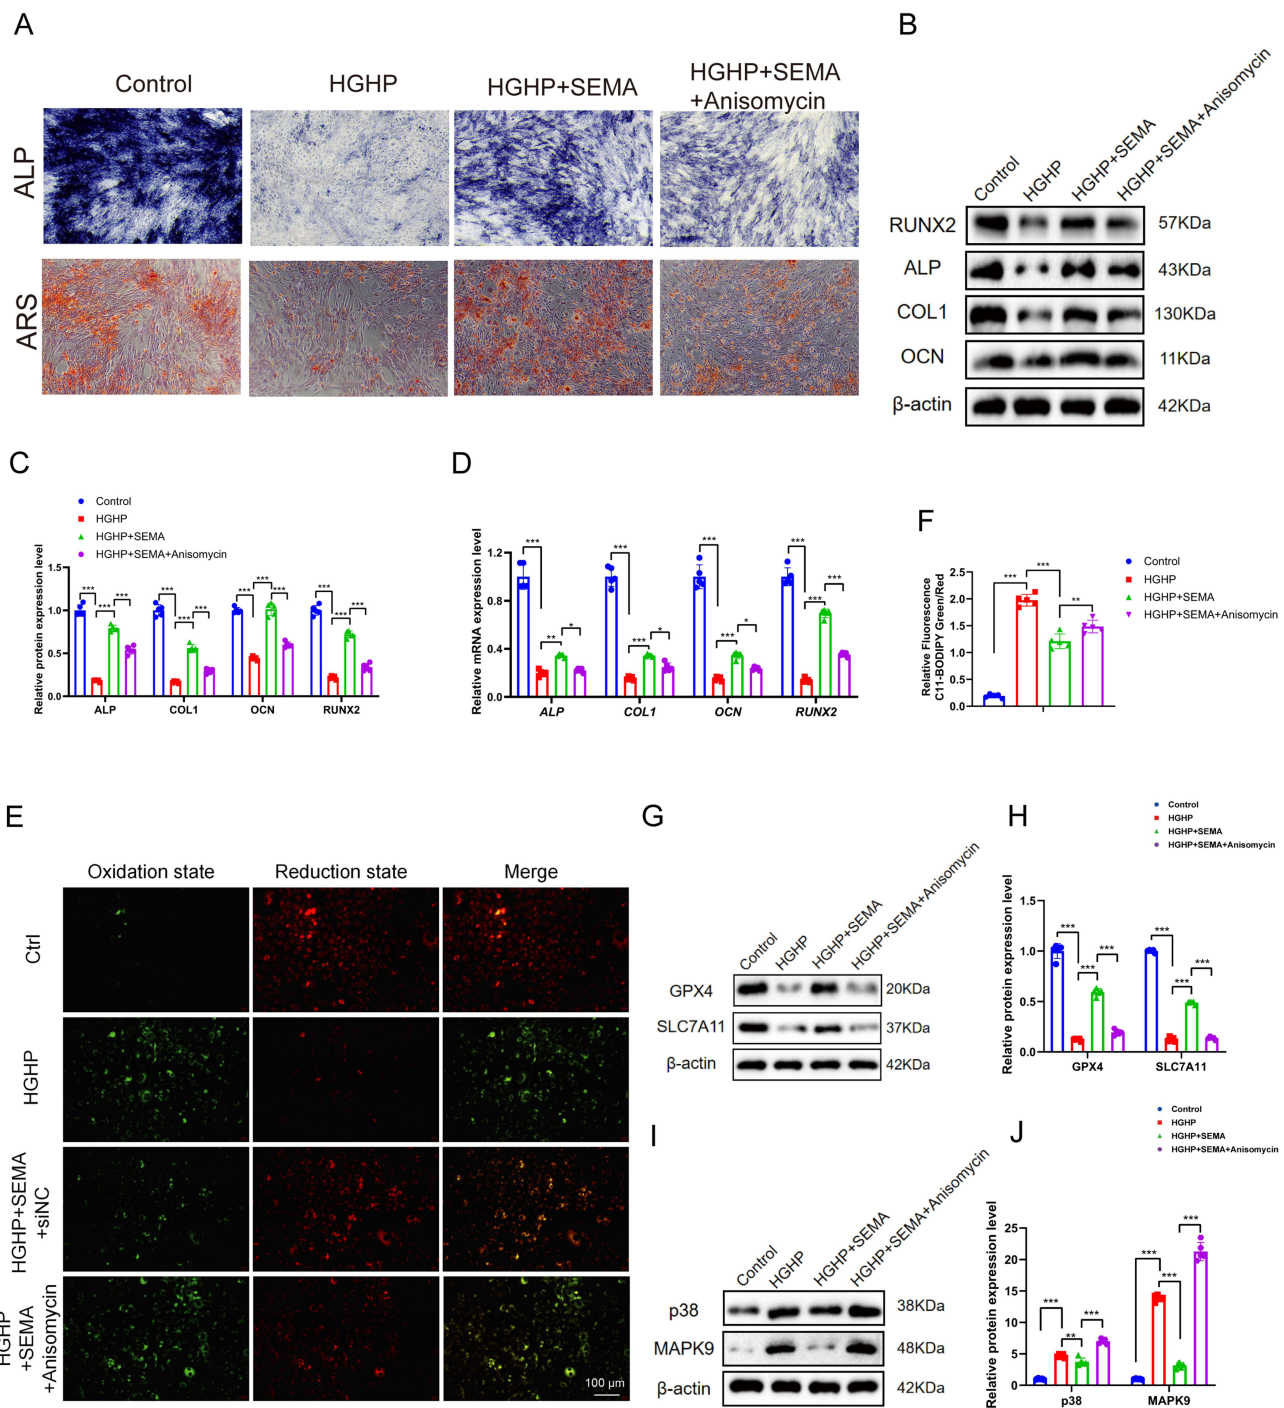 A
Control
HGHP
HGHP+SEMA
HGHP+SEMA
+Anisomycin
ALP
ARS
B
Control
HGHP
HGHP+SEMA
HGHP+SEMA+Anisomycin
RUNX2
57KDa
ALP
43KDa
COL1
130KDa
OCN
11KDa
β-actin
42KDa
C
Control
HGHP
HGHP+SEMA
HGHP+SEMA+Anisomycin
Relative protein expression level
1.5
1.0
0.5
0.0
*** *** *** *** *** *** *** *** *** *** *** ***
ALP COL1 OCN RUNX2
D
Relative mRNA expression level
1.2
0.8
0.4
0.0
*** ** * *** *** * *** *** * *** *** ***
ALP COL1 OCN RUNX2
F
Control
HGHP
HGHP+SEMA
HGHP+SEMA+Anisomycin
Relative Fluorescence
C11-BODIPY Green/Red
2.5
2.0
1.5
1.0
0.5
0.0
*** *** **
E
Oxidation state Reduction state Merge
Ctrl
HGHP
HGHP+SEMA
+siNC
HGHP
+SEMA
+Anisomycin
100 μm
G
Control
HGHP
HGHP+SEMA
HGHP+SEMA+Anisomycin
GPX4
20KDa
SLC7A11
37KDa
β-actin
42KDa
H
Control
HGHP
HGHP+SEMA
HGHP+SEMA+Anisomycin
Relative protein expression level
1.5
1.0
0.5
0.0
*** *** *** *** *** ***
GPX4 SLC7A11
I
Control
HGHP
HGHP+SEMA
HGHP+SEMA+Anisomycin
p38
38KDa
MAPK9
48KDa
β-actin
42KDa
J
Control
HGHP
HGHP+SEMA
HGHP+SEMA+Anisomycin
Relative protein expression level
25
20
15
10
5
0
*** ** *** *** *** ***
p38 MAPK9